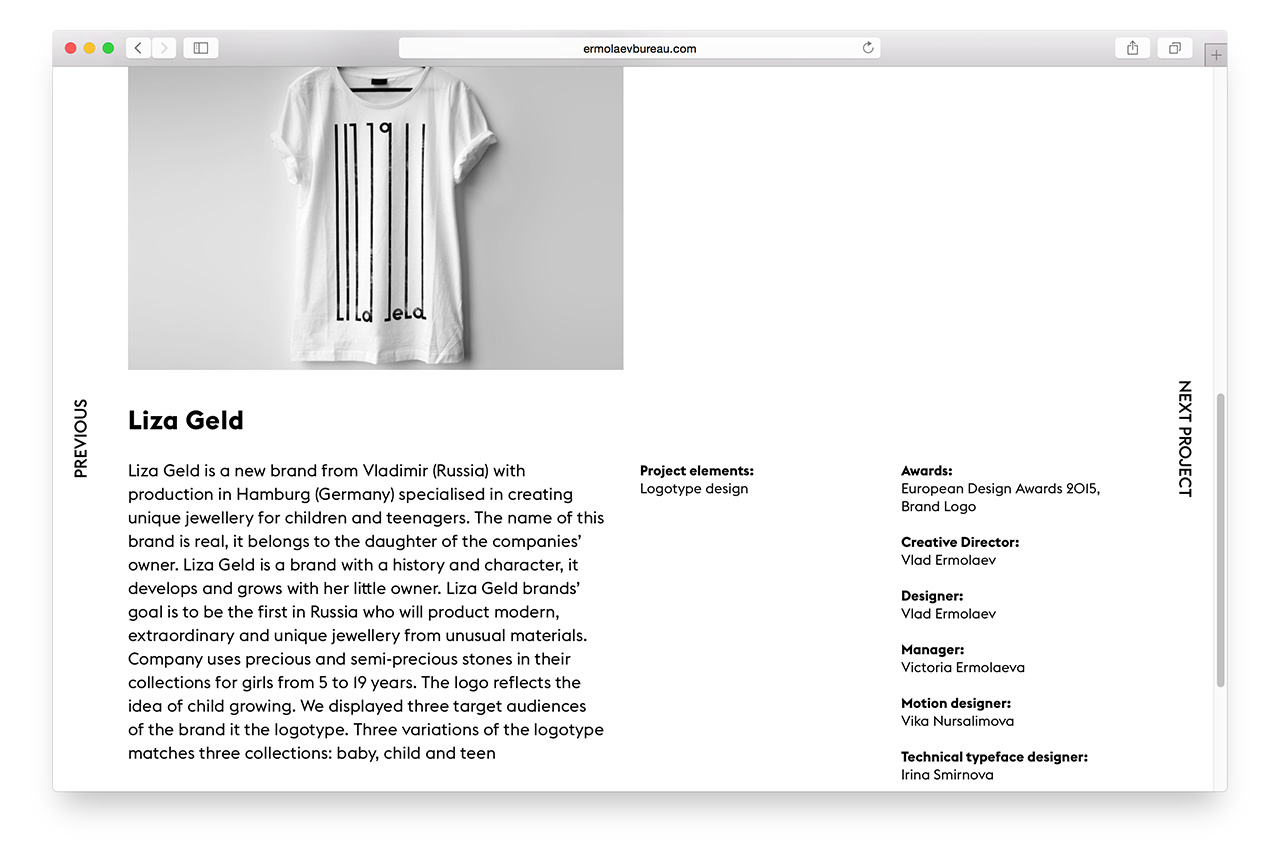 ermolaevbureau.com
Liza Geld
PREVIOUS
NEXT PROJECT
Liza Geld is a new brand from Vladimir (Russia) with
production in Hamburg (Germany) specialised in creating
unique jewellery for children and teenagers. The name of this
brand is real, it belongs to the daughter of the companies’
owner. Liza Geld is a brand with a history and character, it
develops and grows with her little owner. Liza Geld brands’
goal is to be the first in Russia who will product modern,
extraordinary and unique jewellery from unusual materials.
Company uses precious and semi-precious stones in their
collections for girls from 5 to 19 years. The logo reflects the
idea of child growing. We displayed three target audiences
of the brand it the logotype. Three variations of the logotype
matches three collections: baby, child and teen
Project elements:
Logotype design
Awards:
European Design Awards 2015,
Brand Logo
Creative Director:
Vlad Ermolaev
Designer:
Vlad Ermolaev
Manager:
Victoria Ermolaeva
Motion designer:
Vika Nursalimova
Technical typeface designer:
Irina Smirnova